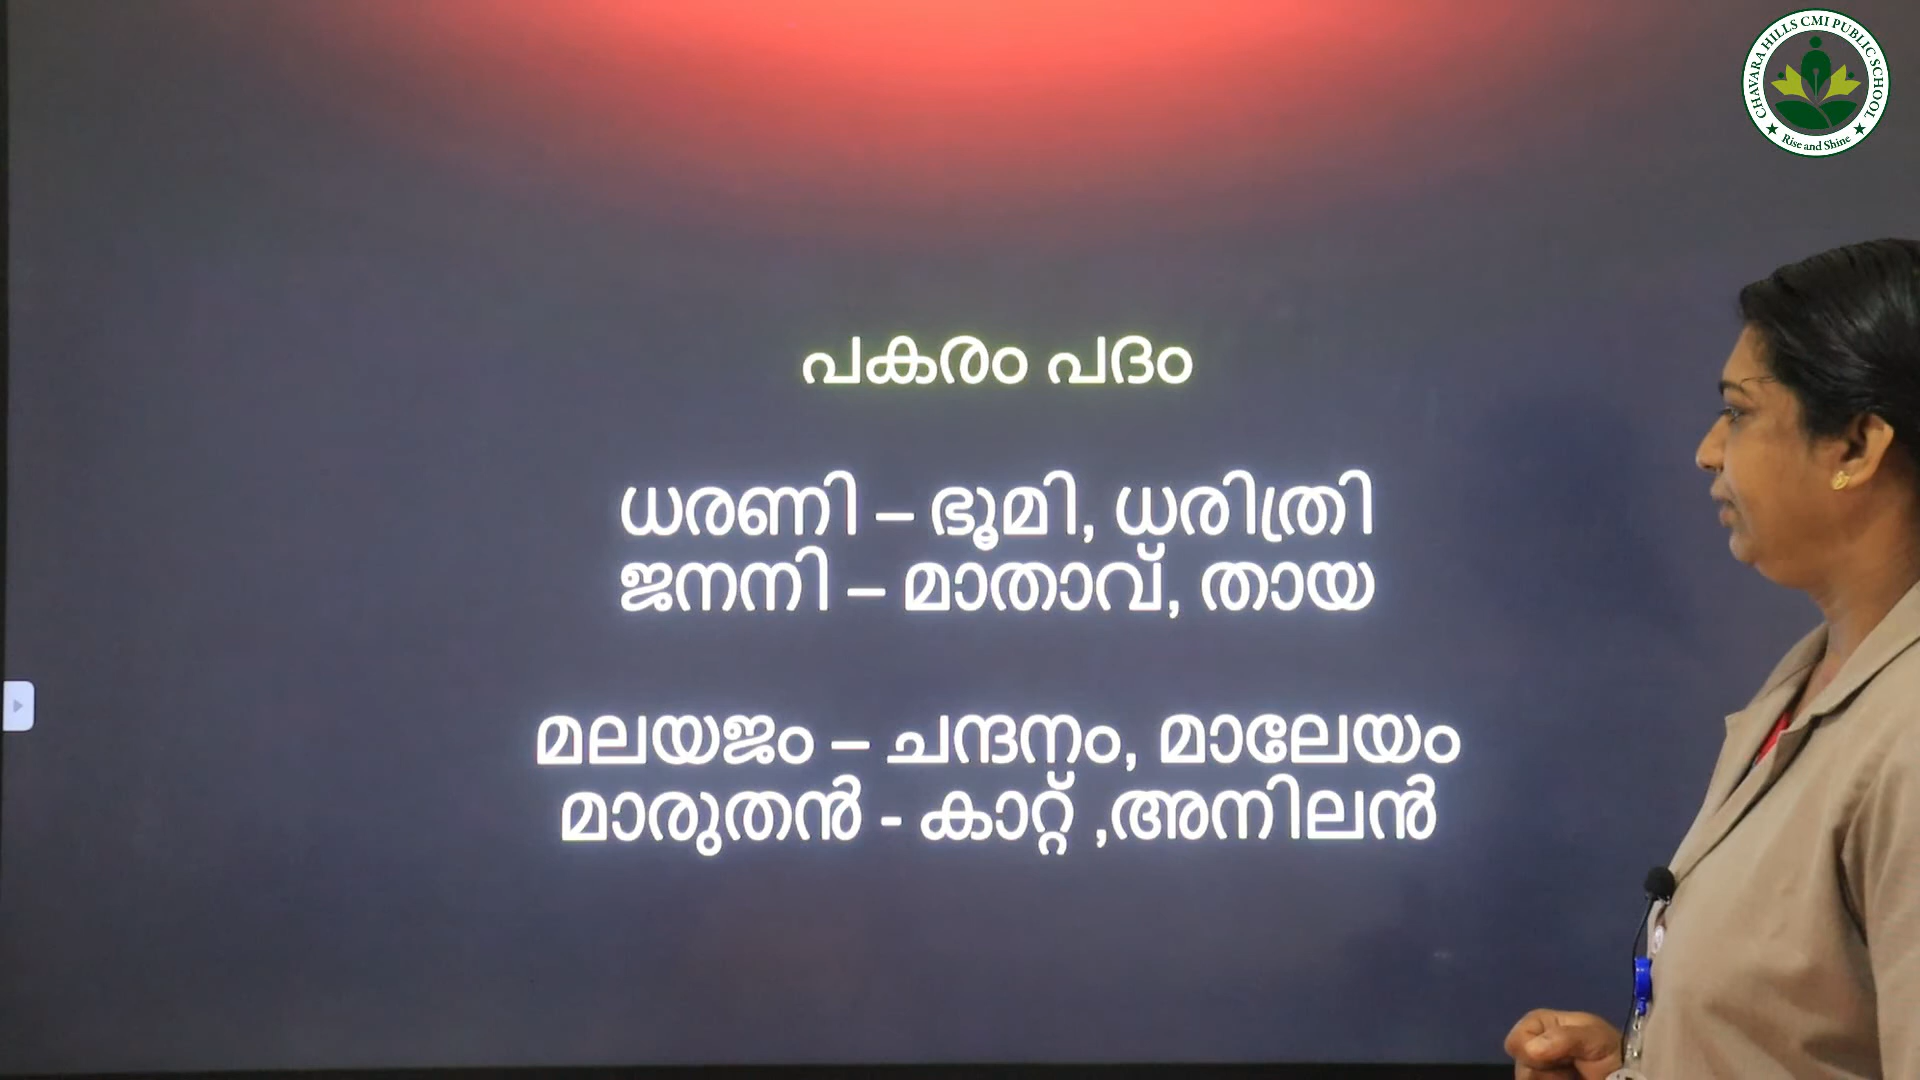 CHAVARA HILLS CMI PUBLIC SCHOOL
Rise and Shine
പകരം പദം
ധരണി – ഭൂമി, ധരിത്രി
ജനനി – മാതാവ്, തായ
മലയജം – ചന്ദനം, മാലേയം
മാരുതൻ - കാറ്റ് ,അനിലൻ